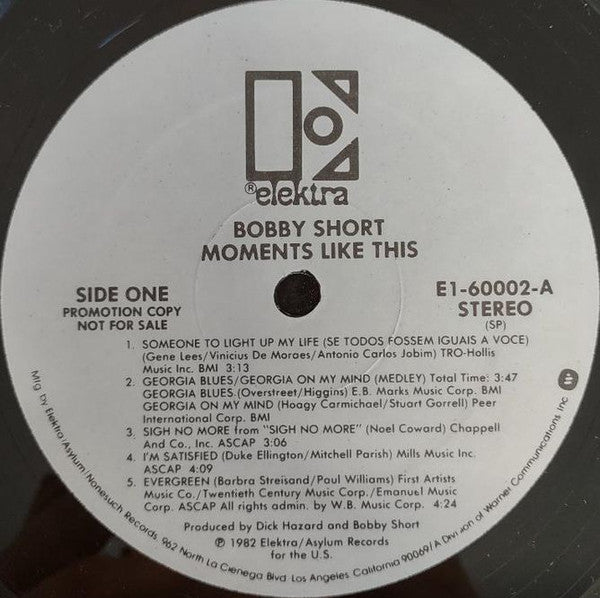 ® elektra
BOBBY SHORT
MOMENTS LIKE THIS
SIDE ONE
PROMOTION COPY
NOT FOR SALE
E1-60002-A
STEREO
(SP)
1. SOMEONE TO LIGHT UP MY LIFE (SE TODOS FOSSEM IGUAIS A VOCE)
(Gene Lees/Vinicius De Moraes/Antonio Carlos Jobim) TRO-Hollis
Music Inc. BMI 3:13
2. GEORGIA BLUES/GEORGIA ON MY MIND (MEDLEY) Total Time: 3:47
GEORGIA BLUES (Overstreet/Higgins) E.B. Marks Music Corp. BMI
GEORGIA ON MY MIND (Hoagy Carmichael/Stuart Gorrell) Peer
International Corp. BMI
3. SIGH NO MORE from "SIGH NO MORE" (Noel Coward) Chappell
And Co., Inc. ASCAP 3:06
4. I'M SATISFIED (Duke Ellington/Mitchell Parish) Mills Music Inc.
ASCAP 4:09
5. EVERGREEN (Barbra Streisand/Paul Williams) First Artists
Music Co./Twentieth Century Music Corp./Emanuel Music
Corp. ASCAP All rights admin. by W.B. Music Corp. 4:24
Produced by Dick Hazard and Bobby Short
Ⓟ © 1982 Elektra/Asylum Records
for the U.S.
Mfg by Elektra/Asylum/Nonesuch Records, 962 North La Cienega Blvd. Los Angeles California 90069/A Division of Warner Communications, Inc